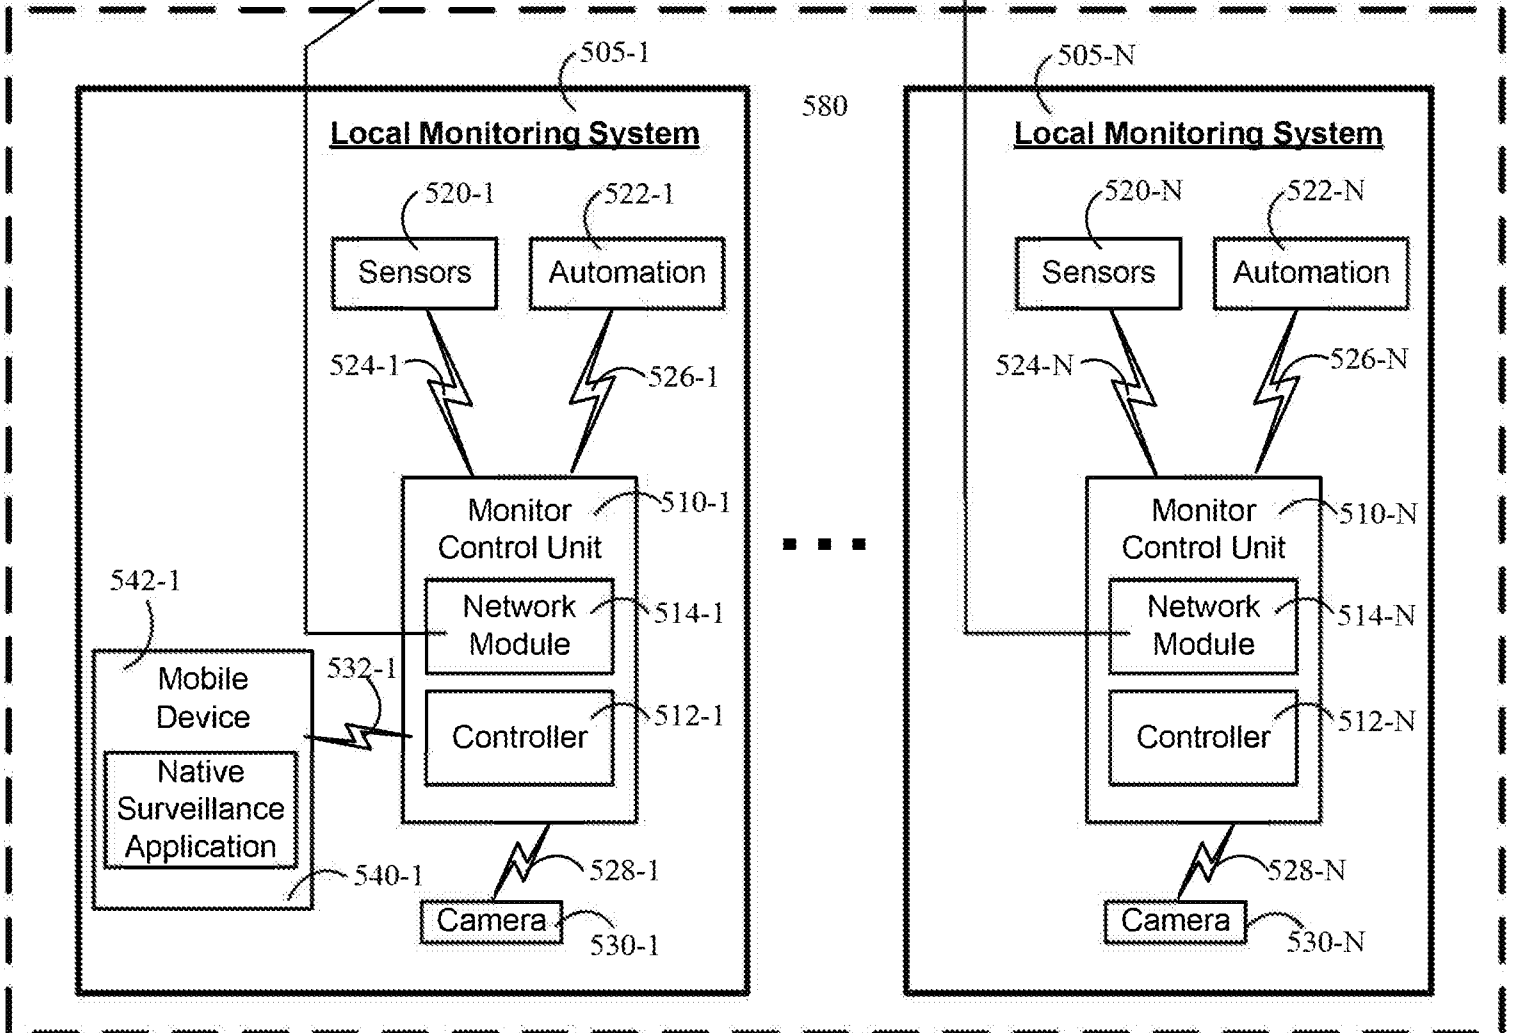 505-1
580
505-N
Local Monitoring System
Local Monitoring System
520-1
522-1
520-N
522-N
Sensors
Automation
Sensors
Automation
524-1
526-1
524-N
526-N
Monitor
Control Unit
510-1
Monitor
Control Unit
510-N
542-1
Network
Module
514-1
Network
Module
514-N
Mobile
Device
532-1
Controller
512-1
Controller
512-N
Native
Surveillance
Application
540-1
528-1
528-N
Camera
530-1
Camera
530-N